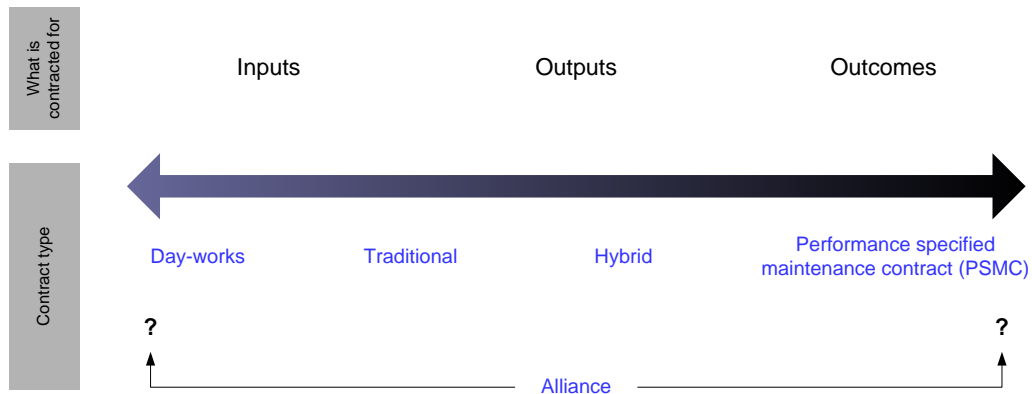 What is
contracted for
Inputs
Outputs
Outcomes
Contract type
Day-works
Traditional
Hybrid
Performance specified
maintenance contract (PSMC)
?
?
Alliance